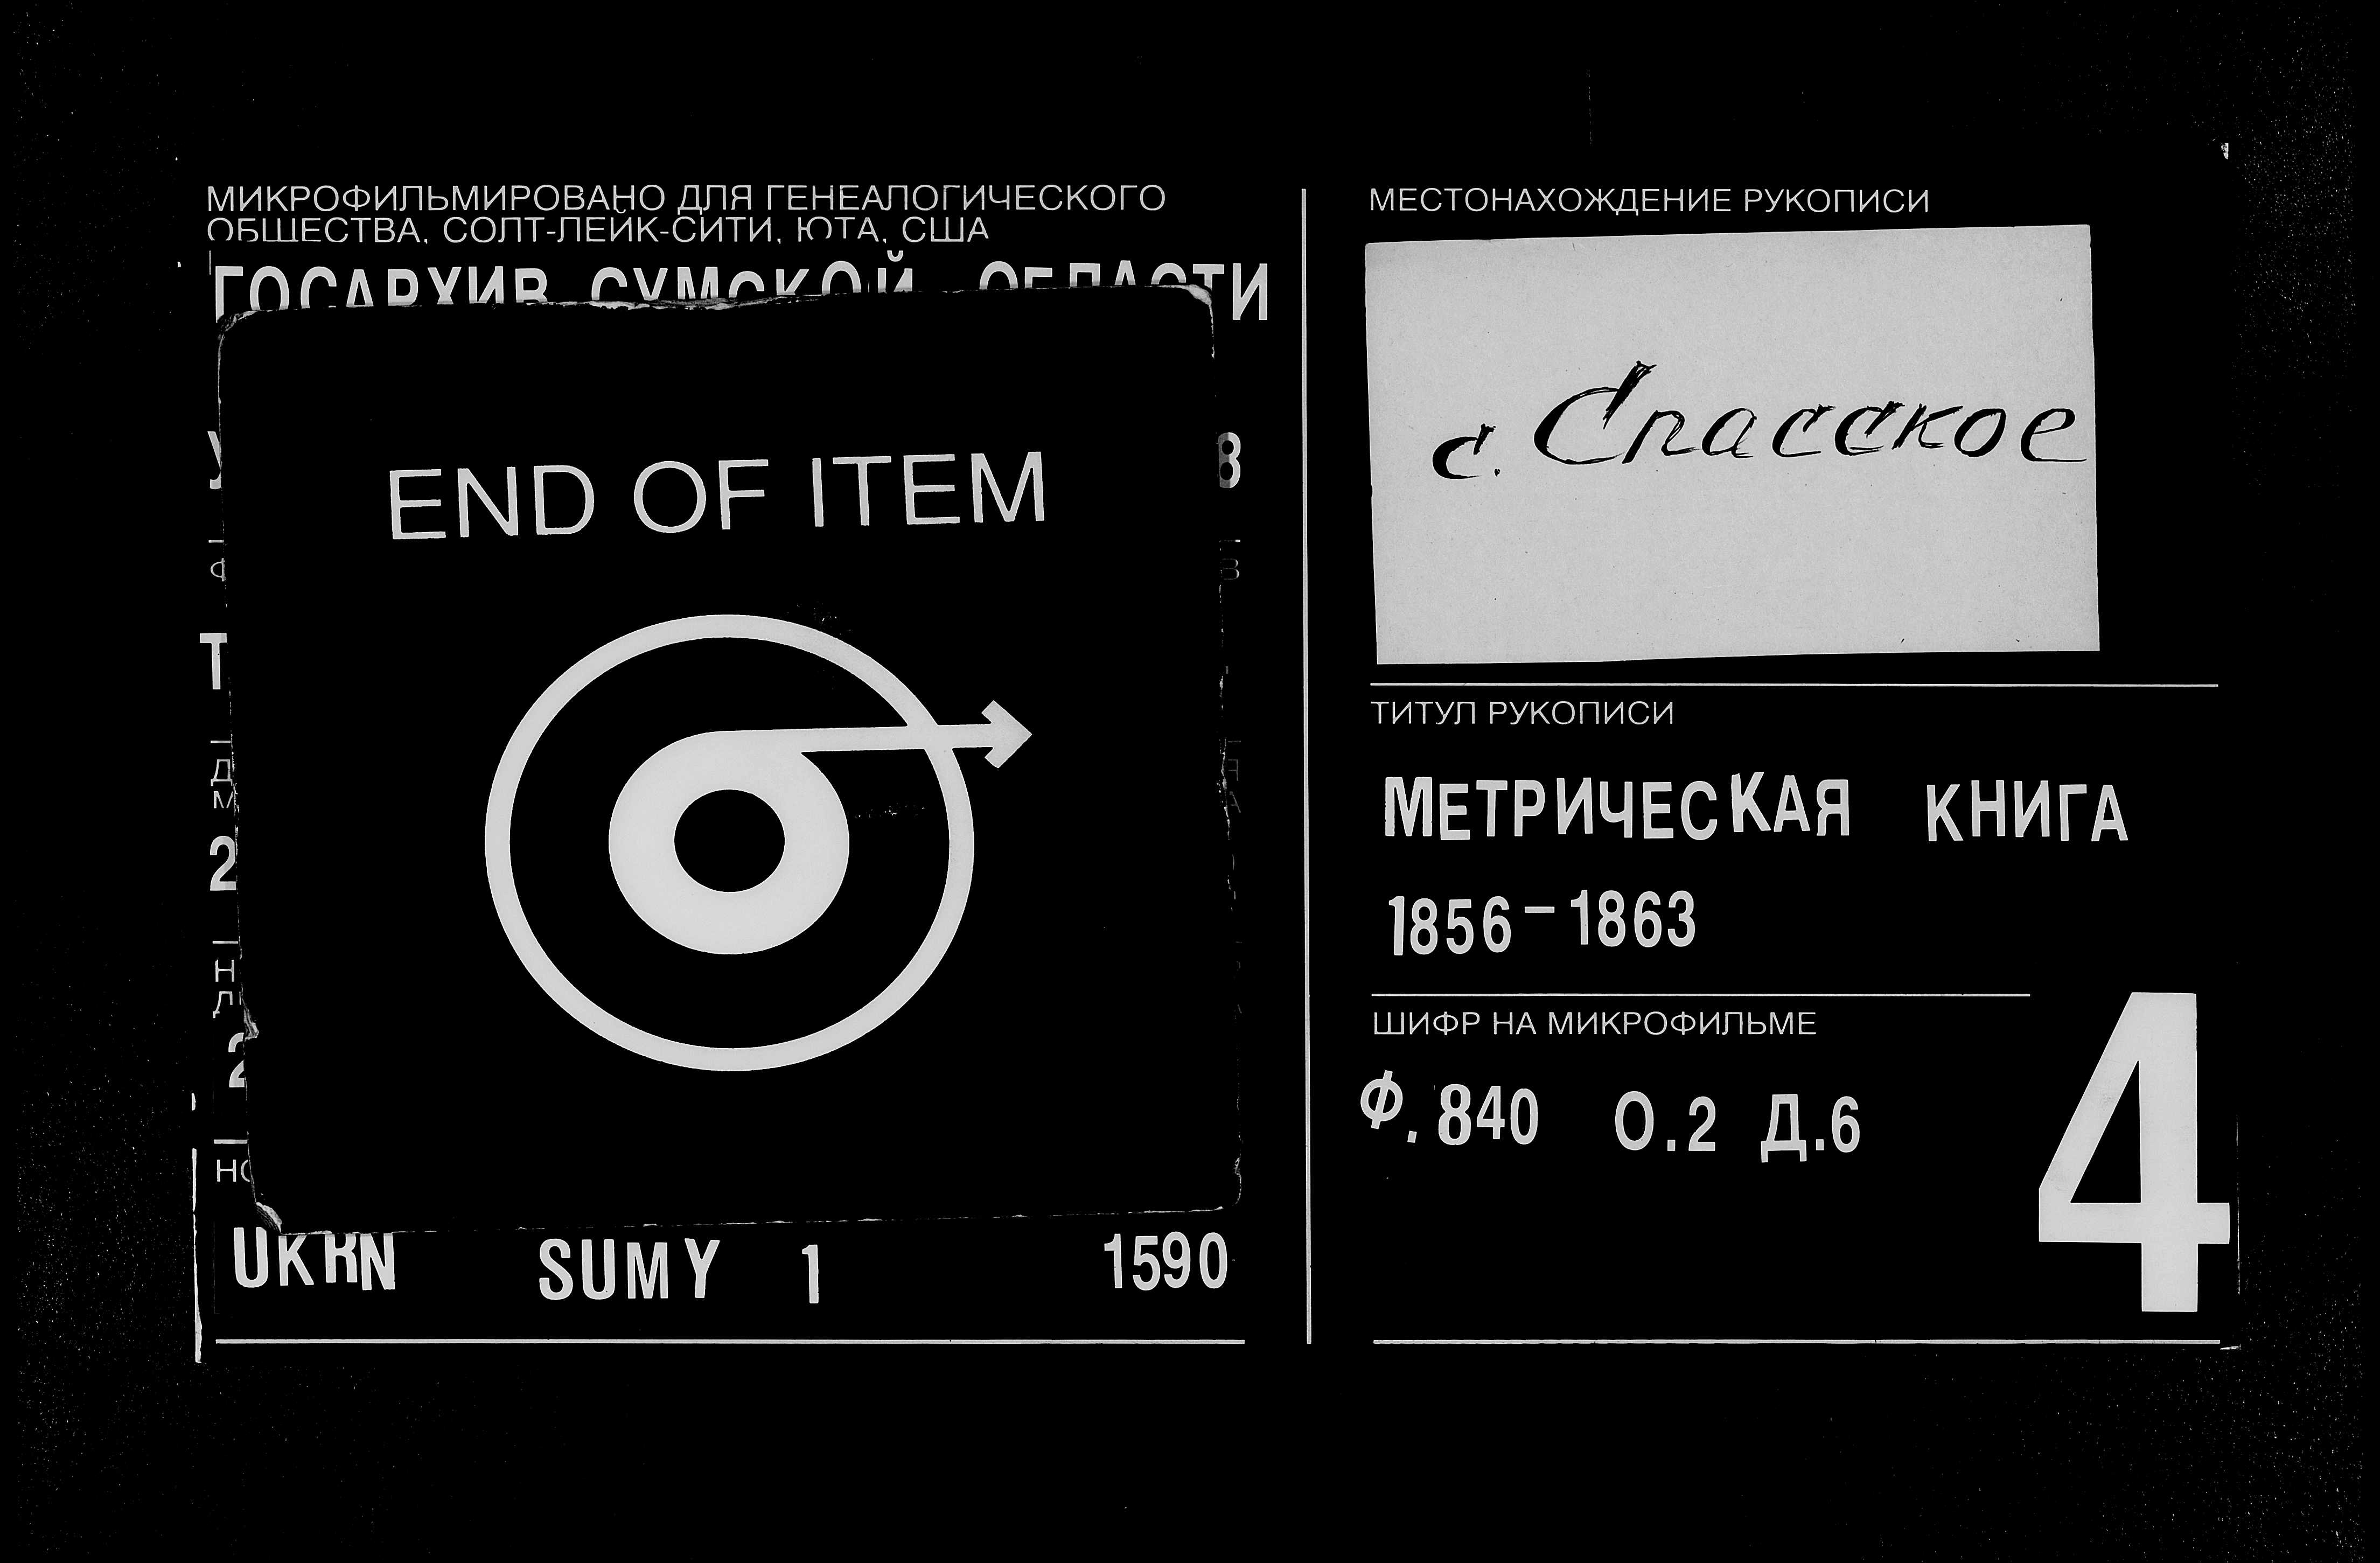 МИКРОФИЛЬМИРОВАНО ДЛЯ ГЕНЕАЛОГИЧЕСКОГО
ОБЩЕСТВА, СОЛТ-ЛЕЙК-СИТИ, ЮТА, США
ГОСАРХИВ СУМСКОЙ ОБЛАСТИ
END OF ITEM
UKRN SUMY 1 1590
МЕСТОНАХОЖДЕНИЕ РУКОПИСИ
с. Спасское
ТИТУЛ РУКОПИСИ
МЕТРИЧЕСКАЯ КНИГА
1856-1863
ШИФР НА МИКРОФИЛЬМЕ
Ф. 840 О.2 Д.6
4